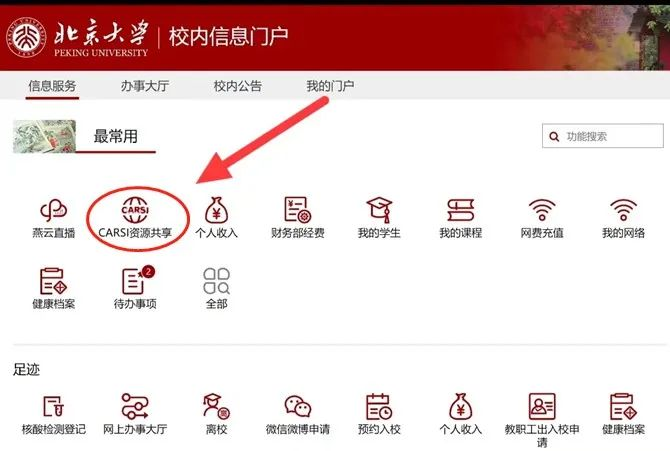 北京大学 校内信息门户
PEKING UNIVERSITY
信息服务 办事大厅 校内公告 我的门户
最常用 功能搜索
CARSI
燕云直播 CARSI资源共享 个人收入 财务部经费 我的学生 我的课程 网费充值 我的网络
2
健康档案 待办事项 全部
足迹
核酸检测登记 网上办事大厅 离校 微信微博申请 预约入校 个人收入 教职工出入校申 健康档案
请